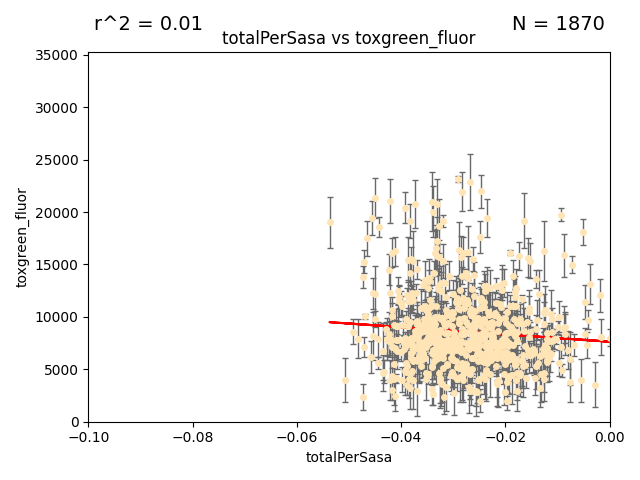 r^2 = 0.01
N = 1870
totalPerSasa vs toxgreen_fluor
35000
30000
25000
20000
15000
10000
5000
0
toxgreen_fluor
−0.10
−0.08
−0.06
−0.04
−0.02
0.00
totalPerSasa